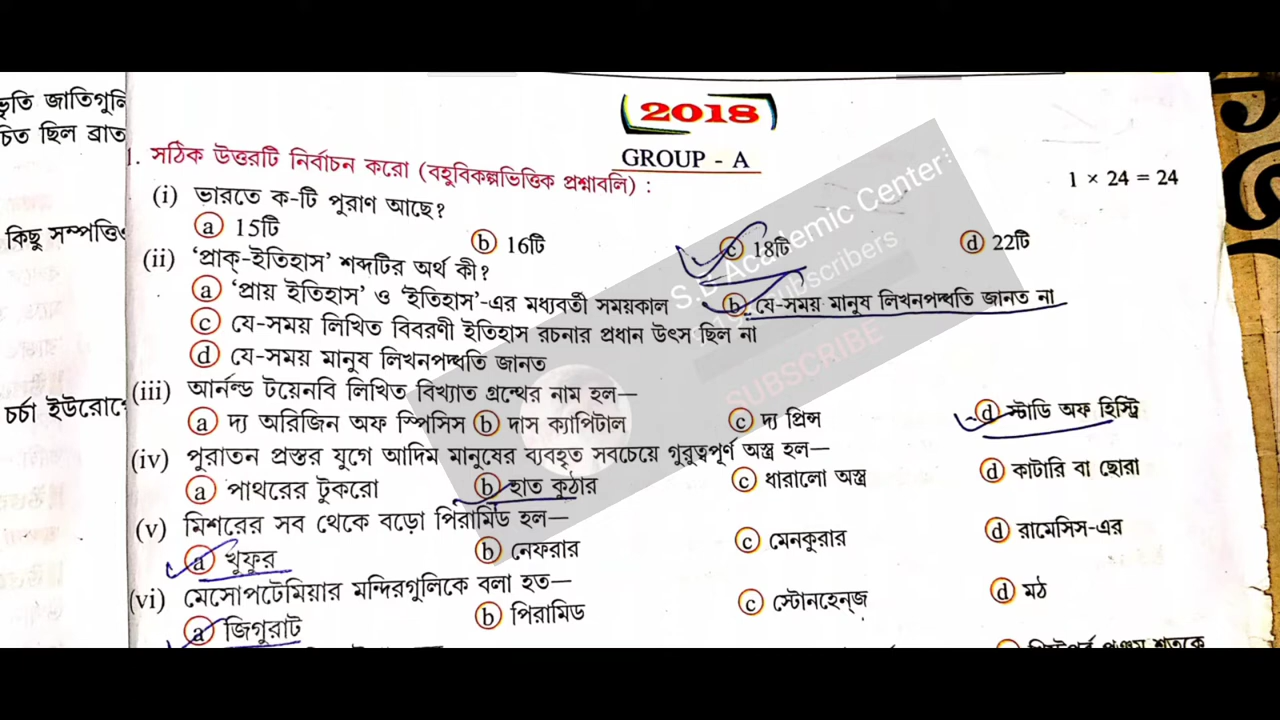 ভৃতি জাতিগুলি
চিত ছিল ব্রাত
কিছু সম্পত্তি
চর্চা ইউরোপে
2018
GROUP - A
1. সঠিক উত্তরটি নির্বাচন করো (বহুবিকল্পভিত্তিক প্রশ্নাবলি) : 1 × 24 = 24
(i) ভারতে ক-টি পুরাণ আছে?
a 15টি b 16টি c 18টি d 22টি
(ii) ‘প্রাক্-ইতিহাস’ শব্দটির অর্থ কী?
a ‘প্রায় ইতিহাস’ ও ‘ইতিহাস’-এর মধ্যবর্তী সময়কাল b যে-সময় মানুষ লিখনপদ্ধতি জানত না
c যে-সময় লিখিত বিবরণী ইতিহাস রচনার প্রধান উৎস ছিল না
d যে-সময় মানুষ লিখনপদ্ধতি জানত
(iii) আর্নল্ড টয়েনবি লিখিত বিখ্যাত গ্রন্থের নাম হল—
a দ্য অরিজিন অফ স্পিসিস b দাস ক্যাপিটাল c দ্য প্রিন্স d স্টাডি অফ হিস্ট্রি
(iv) পুরাতন প্রস্তর যুগে আদিম মানুষের ব্যবহৃত সবচেয়ে গুরুত্বপূর্ণ অস্ত্র হল—
a পাথরের টুকরো b হাত কুঠার c ধারালো অস্ত্র d কাটারি বা ছোরা
(v) মিশরের সব থেকে বড়ো পিরামিড হল—
a খুফুর b নেফরার c মেনকুরার d রামেসিস-এর
(vi) মেসোপটেমিয়ার মন্দিরগুলিকে বলা হত—
a জিগুরাট b পিরামিড c স্টোনহেন্‌জ d মঠ
Academic Center
subscribers
SUBSCRIBE